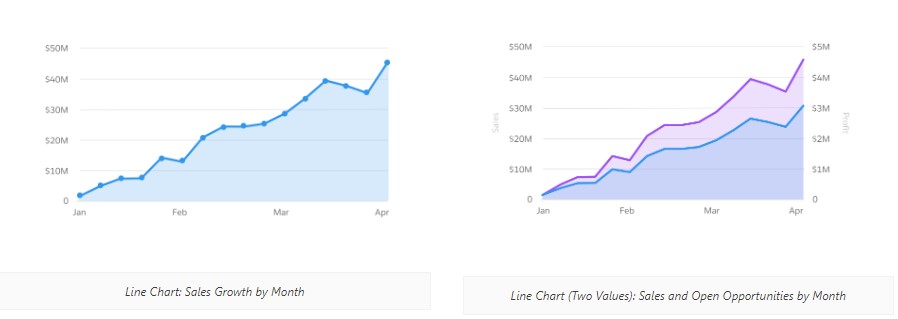 $50M
$40M
$30M
$20M
$10M
0
Jan Feb Mar Apr
Line Chart: Sales Growth by Month
$50M $5M
$40M $4M
$30M $3M
Sales Profit
$20M $2M
$10M $1M
0 0
Jan Feb Mar Apr
Line Chart (Two Values): Sales and Open Opportunities by Month